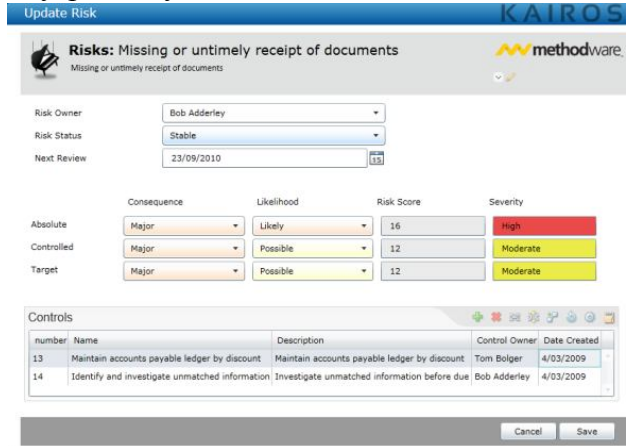 Update Risk
KAIROS
Risks: Missing or untimely receipt of documents
Missing or untimely receipt of documents
methodware.
Risk Owner Bob Adderley
Risk Status Stable
Next Review 23/09/2010 15
Consequence Likelihood Risk Score Severity
Absolute Major Likely 16 High
Controlled Major Possible 12 Moderate
Target Major Possible 12 Moderate
Controls
number Name Description Control Owner Date Created
13 Maintain accounts payable ledger by discount Maintain accounts payable ledger by discount Tom Bolger 4/03/2009
14 Identify and investigate unmatched information Investigate unmatched information before due Bob Adderley 4/03/2009
Cancel Save